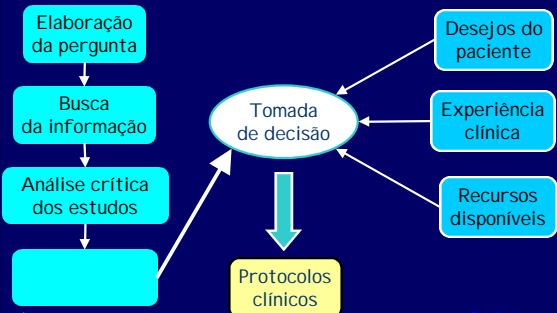 Elaboração
da pergunta
Busca
da informação
Análise crítica
dos estudos
Tomada
de decisão
Protocolos
clínicos
Desejos do
paciente
Experiência
clínica
Recursos
disponíveis